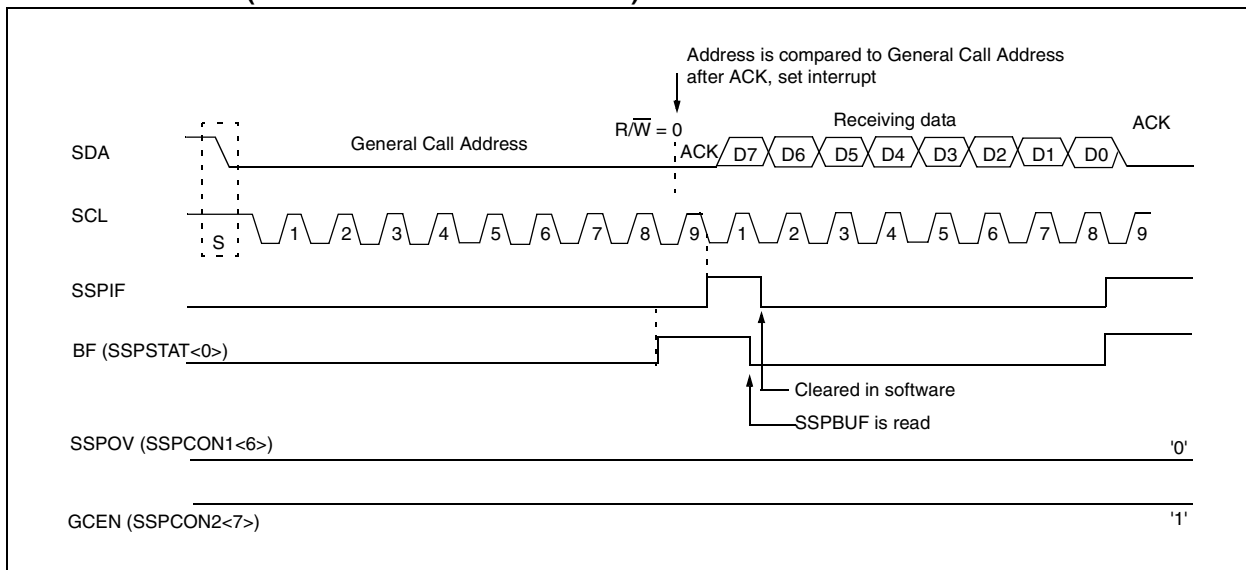 Address is compared to General Call Address
after ACK, set interrupt
R/W = 0
Receiving data
ACK
SDA
General Call Address
ACK
D7
D6
D5
D4
D3
D2
D1
D0
SCL
S
1
2
3
4
5
6
7
8
9
1
2
3
4
5
6
7
8
9
SSPIF
BF (SSPSTAT<0>)
Cleared in software
SSPBUF is read
SSPOV (SSPCON1<6>)
'0'
GCEN (SSPCON2<7>)
'1'